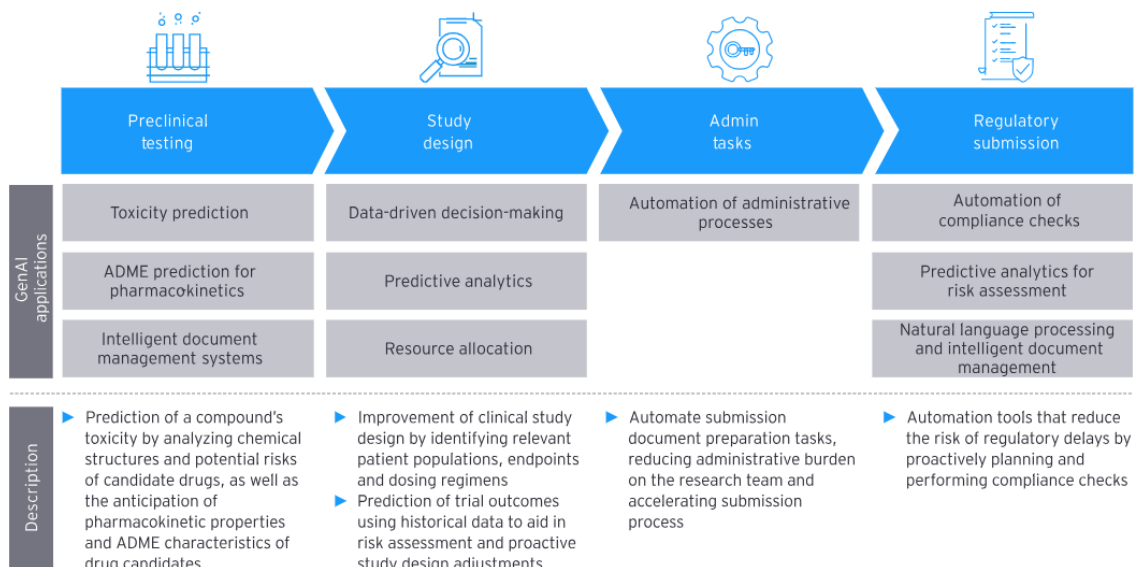 Preclinical
testing
Study
design
Admin
tasks
Regulatory
submission
GenAI
applications
Toxicity prediction
ADME prediction for
pharmacokinetics
Intelligent document
management systems
Data-driven decision-making
Predictive analytics
Resource allocation
Automation of administrative
processes
Automation of
compliance checks
Predictive analytics for
risk assessment
Natural language processing
and intelligent document
management
Description
► Prediction of a compound's
toxicity by analyzing chemical
structures and potential risks
of candidate drugs, as well as
the anticipation of
pharmacokinetic properties
and ADME characteristics of
drug candidates
► Improvement of clinical study
design by identifying relevant
patient populations, endpoints
and dosing regimens
► Prediction of trial outcomes
using historical data to aid in
risk assessment and proactive
study design adjustments
► Automate submission
document preparation tasks,
reducing administrative burden
on the research team and
accelerating submission
process
► Automation tools that reduce
the risk of regulatory delays by
proactively planning and
performing compliance checks